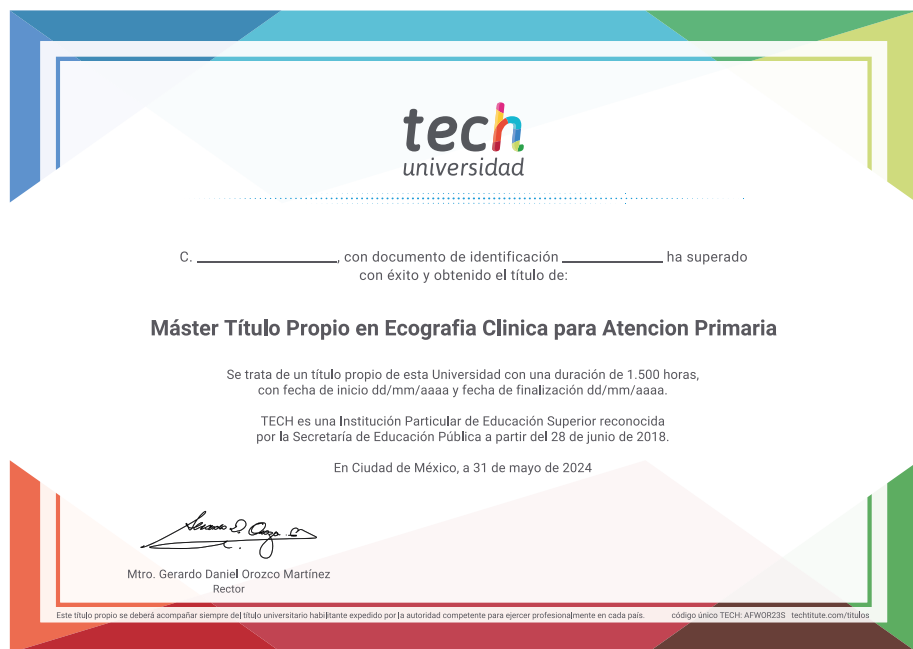 tech
universidad
C. ____________, con documento de identificación ____________ ha superado
con éxito y obtenido el título de:
Máster Título Propio en Ecografia Clinica para Atencion Primaria
Se trata de un título propio de esta Universidad con una duración de 1.500 horas,
con fecha de inicio dd/mm/aaaa y fecha de finalización dd/mm/aaaa.
TECH es una Institución Particular de Educación Superior reconocida
por la Secretaría de Educación Pública a partir del 28 de junio de 2018.
En Ciudad de México, a 31 de mayo de 2024
Mtro. Gerardo Daniel Orozco Martínez
Rector
Este título propio se deberá acompañar siempre del título universitario habilitante expedido por la autoridad competente para ejercer profesionalmente en cada país. código único TECH: AFWOR23S techtitute.com/titulos